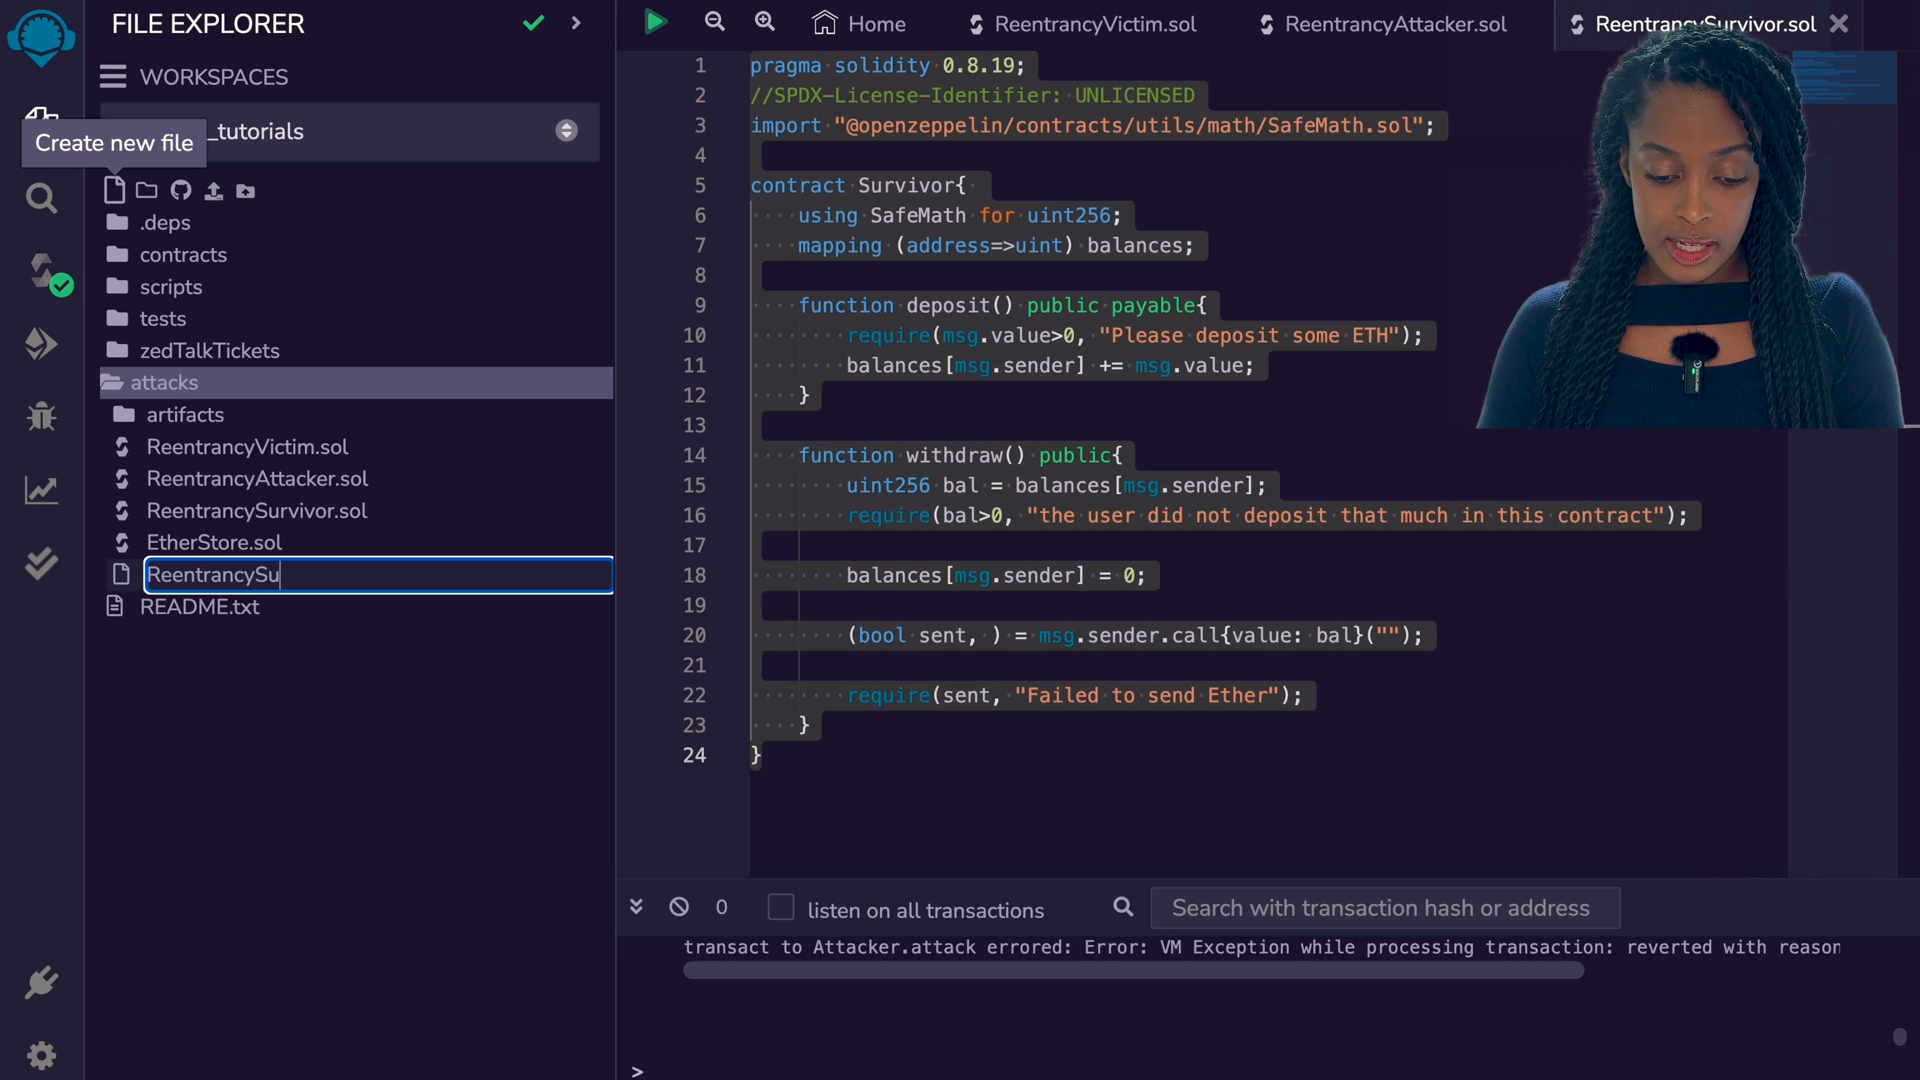 FILE EXPLORER
WORKSPACES
_tutorials
Create new file
.deps
contracts
scripts
tests
zedTalkTickets
attacks
artifacts
ReentrancyVictim.sol
ReentrancyAttacker.sol
ReentrancySurvivor.sol
EtherStore.sol
ReentrancySu
README.txt
Home
ReentrancyVictim.sol
ReentrancyAttacker.sol
ReentrancySurvivor.sol
1 pragma solidity 0.8.19;
2 //SPDX-License-Identifier: UNLICENSED
3 import "@openzeppelin/contracts/utils/math/SafeMath.sol";
4
5 contract Survivor{
6 using SafeMath for uint256;
7 mapping (address=>uint) balances;
8
9 function deposit() public payable{
10 require(msg.value>0, "Please deposit some ETH");
11 balances[msg.sender] += msg.value;
12 }
13
14 function withdraw() public{
15 uint256 bal = balances[msg.sender];
16 require(bal>0, "the user did not deposit that much in this contract");
17
18 balances[msg.sender] = 0;
19
20 (bool sent, ) = msg.sender.call{value: bal}("");
21
22 require(sent, "Failed to send Ether");
23 }
24 }
0
listen on all transactions
Search with transaction hash or address
transact to Attacker.attack errored: Error: VM Exception while processing transaction: reverted with reason
>